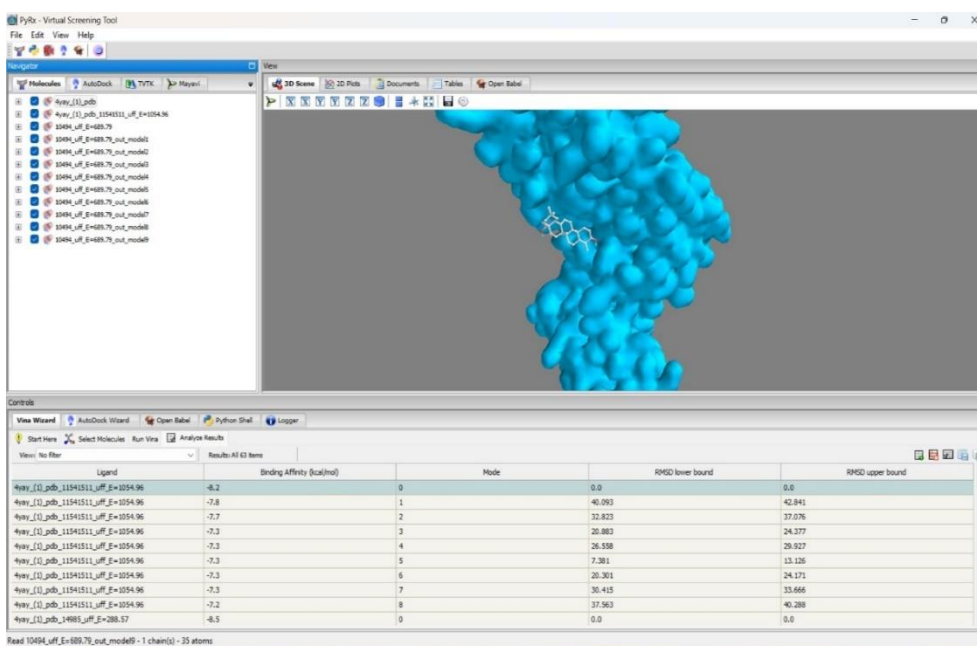 PyRx - Virtual Screening Tool
File Edit View Help
Navigator
View
Molecules AutoDock TVTK Mayavi
3D Scene 2D Plots Documents Tables Open Babel
4yay_(1)_pdb
4yay_(1)_pdb_11541511_uff_E=1054.96
10494_uff_E=689.79
10494_uff_E=689.79_out_model1
10494_uff_E=689.79_out_model2
10494_uff_E=689.79_out_model3
10494_uff_E=689.79_out_model4
10494_uff_E=689.79_out_model5
10494_uff_E=689.79_out_model6
10494_uff_E=689.79_out_model7
10494_uff_E=689.79_out_model8
10494_uff_E=689.79_out_model9
X X Y Y Z Z
Controls
Vina Wizard AutoDock Wizard Open Babel Python Shell Logger
Start Here Select Molecules Run Vina Analyze Results
View: No filter Results: All 63 items
Ligand Binding Affinity (kcal/mol) Mode RMSD lower bound RMSD upper bound
4yay_(1)_pdb_11541511_uff_E=1054.96 -8.2 0 0.0 0.0
4yay_(1)_pdb_11541511_uff_E=1054.96 -7.8 1 40.093 42.841
4yay_(1)_pdb_11541511_uff_E=1054.96 -7.7 2 32.823 37.076
4yay_(1)_pdb_11541511_uff_E=1054.96 -7.3 3 20.883 24.377
4yay_(1)_pdb_11541511_uff_E=1054.96 -7.3 4 26.558 29.927
4yay_(1)_pdb_11541511_uff_E=1054.96 -7.3 5 7.381 13.126
4yay_(1)_pdb_11541511_uff_E=1054.96 -7.3 6 20.301 24.171
4yay_(1)_pdb_11541511_uff_E=1054.96 -7.3 7 30.415 33.666
4yay_(1)_pdb_11541511_uff_E=1054.96 -7.2 8 37.563 40.288
4yay_(1)_pdb_14985_uff_E=288.57 -8.5 0 0.0 0.0
Read 10494_uff_E=689.79_out_model9 - 1 chain(s) - 35 atoms